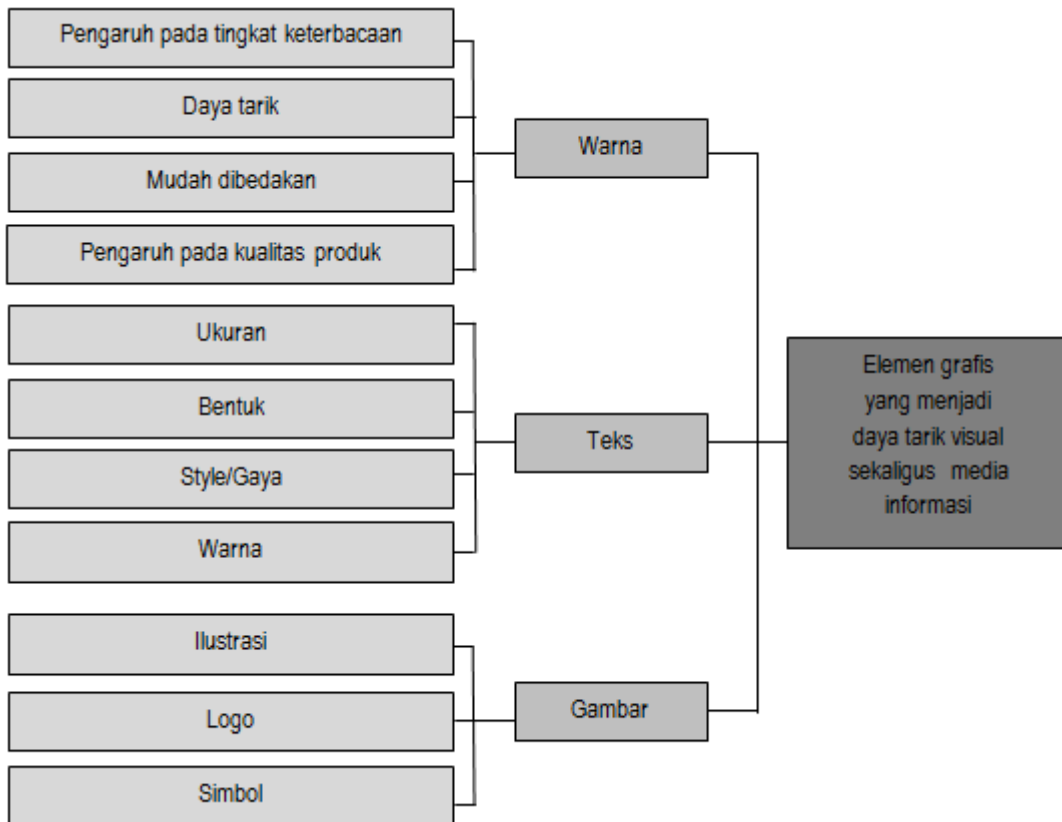 Pengaruh pada tingkat keterbacaan
Daya tarik
Mudah dibedakan
Pengaruh pada kualitas produk
Warna
Ukuran
Bentuk
Style/Gaya
Warna
Teks
Ilustrasi
Logo
Simbol
Gambar
Elemen grafis
yang menjadi
daya tarik visual
sekaligus media
informasi